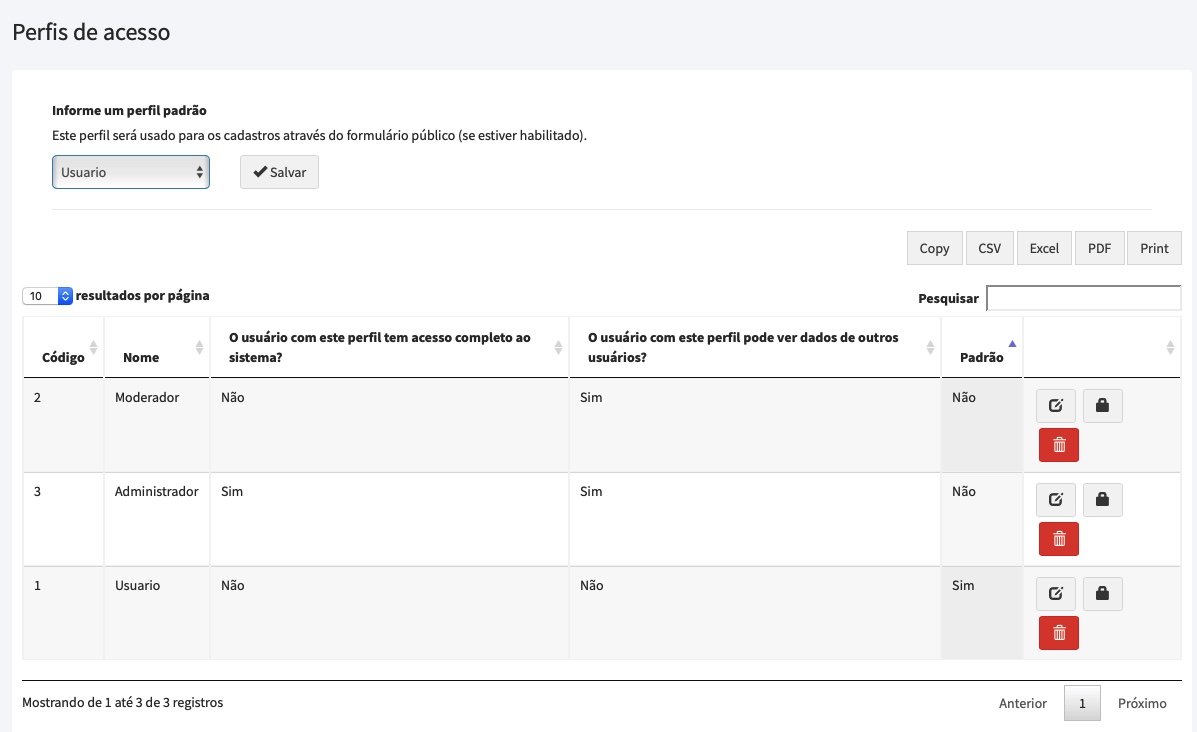 Perfis de acesso
Informe um perfil padrão
Este perfil será usado para os cadastros através do formulário público (se estiver habilitado).
Usuario
Salvar
Copy CSV Excel PDF Print
10 resultados por página
Pesquisar
O usuário com este perfil tem acesso completo ao O usuário com este perfil pode ver dados de outros
Código Nome sistema? usuários? Padrão
2 Moderador Não Sim Não
3 Administrador Sim Sim Não
1 Usuario Não Não Sim
Mostrando de 1 até 3 de 3 registros
Anterior 1 Próximo